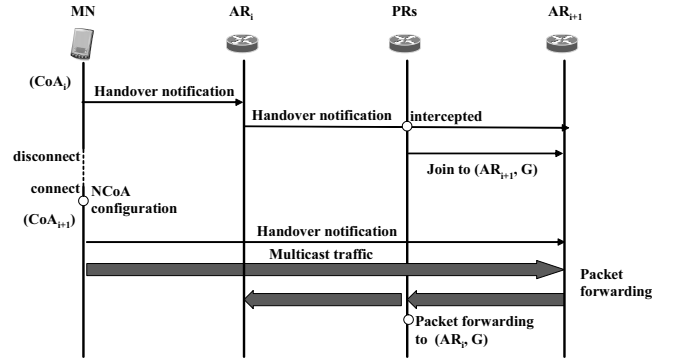 MN ARᵢ PRs ARᵢ₊₁
(CoAᵢ)
Handover notification
Handover notification intercepted
disconnect
Join to (ARᵢ₊₁, G)
connect NCoA
configuration
(CoAᵢ₊₁)
Handover notification
Multicast traffic
Packet
forwarding
Packet forwarding
to (ARᵢ, G)